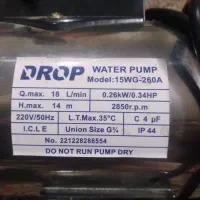 DROP WATER PUMP
Model:15WG-260A
Q.max. 18 L/min 0.26kW/0.34HP
H.max. 14 m 2850r.p.m
220V/50Hz L.T.Max.35°C C 4 µF
I.C.L E Union Size G¾ IP 44
No. 221228286554
DO NOT RUN PUMP DRY